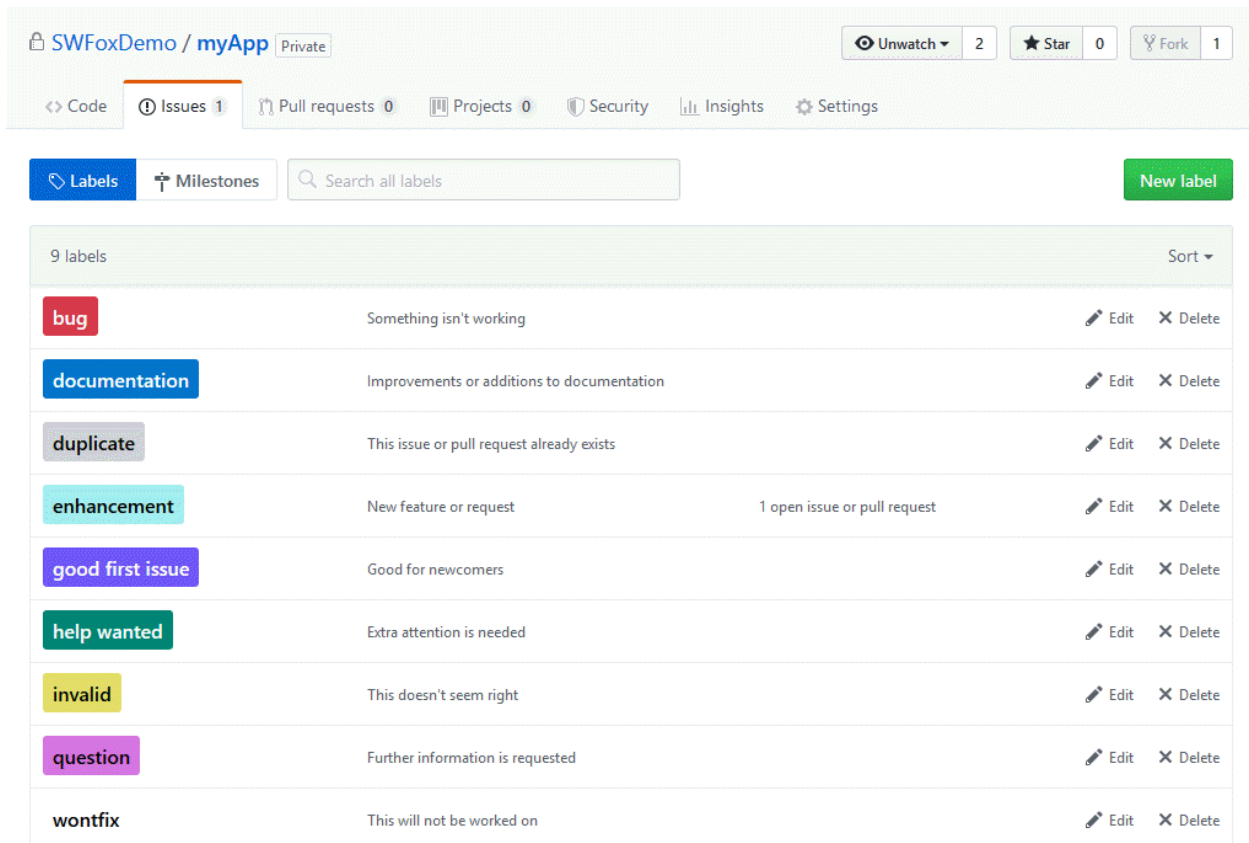 SWFoxDemo / myApp Private Unwatch 2 Star 0 Fork 1
Code Issues 1 Pull requests 0 Projects 0 Security Insights Settings
Labels Milestones Search all labels New label
9 labels Sort
bug Something isn't working Edit Delete
documentation Improvements or additions to documentation Edit Delete
duplicate This issue or pull request already exists Edit Delete
enhancement New feature or request 1 open issue or pull request Edit Delete
good first issue Good for newcomers Edit Delete
help wanted Extra attention is needed Edit Delete
invalid This doesn't seem right Edit Delete
question Further information is requested Edit Delete
wontfix This will not be worked on Edit Delete